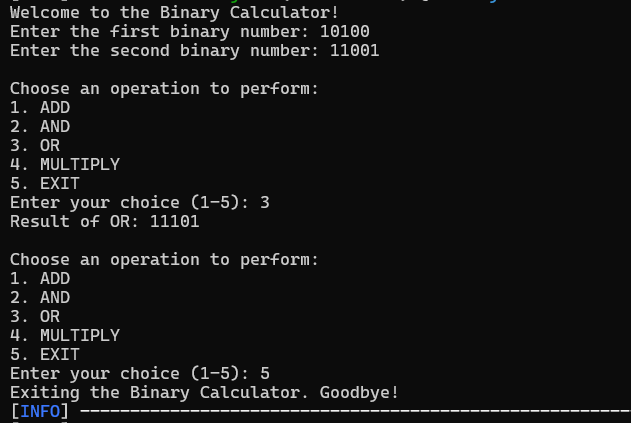 Welcome to the Binary Calculator!
Enter the first binary number: 10100
Enter the second binary number: 11001
Choose an operation to perform:
1. ADD
2. AND
3. OR
4. MULTIPLY
5. EXIT
Enter your choice (1-5): 3
Result of OR: 11101
Choose an operation to perform:
1. ADD
2. AND
3. OR
4. MULTIPLY
5. EXIT
Enter your choice (1-5): 5
Exiting the Binary Calculator. Goodbye!
[INFO] -------------------------------------------------------